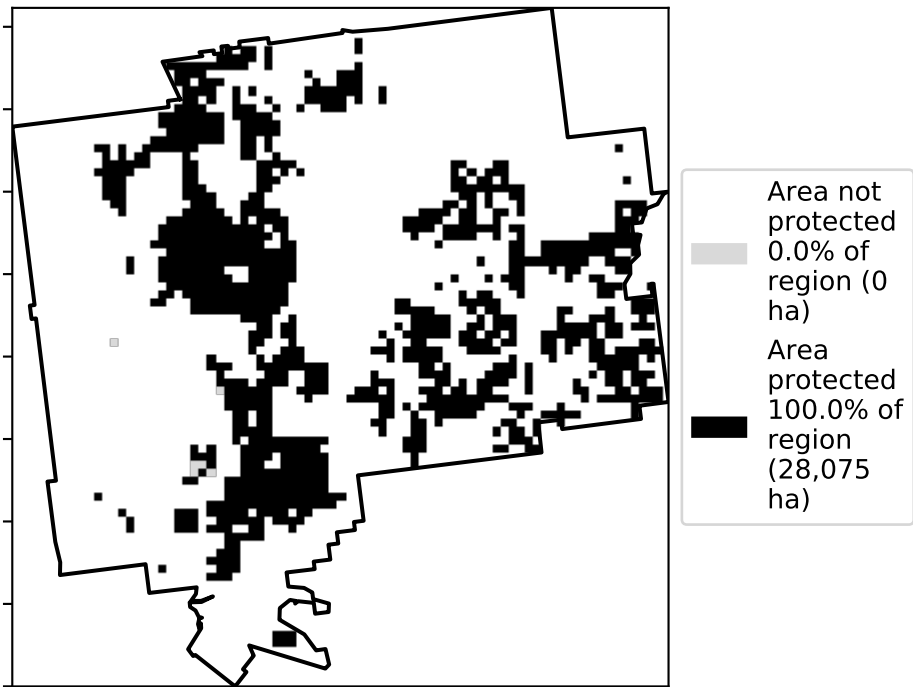 Area not
protected
0.0% of
region (0
ha)
Area
protected
100.0% of
region
(28,075
ha)